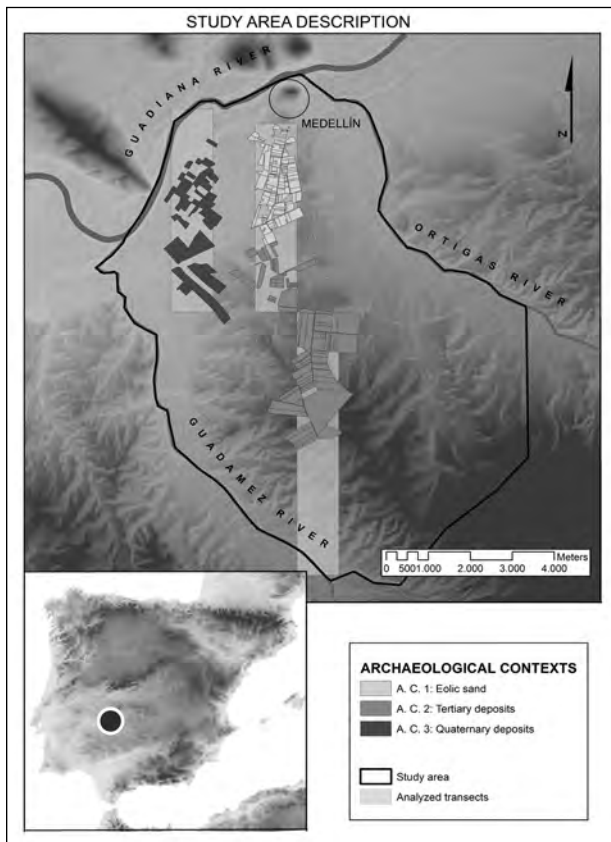 STUDY AREA DESCRIPTION
GUADIANA RIVER
MEDELLÍN
N
ORTIGAS RIVER
GUADAMEZ RIVER
Meters
0 5001.000 2.000 3.000 4.000
ARCHAEOLOGICAL CONTEXTS
A. C. 1: Eolic sand
A. C. 2: Tertiary deposits
A. C. 3: Quaternary deposits
Study area
Analyzed transects